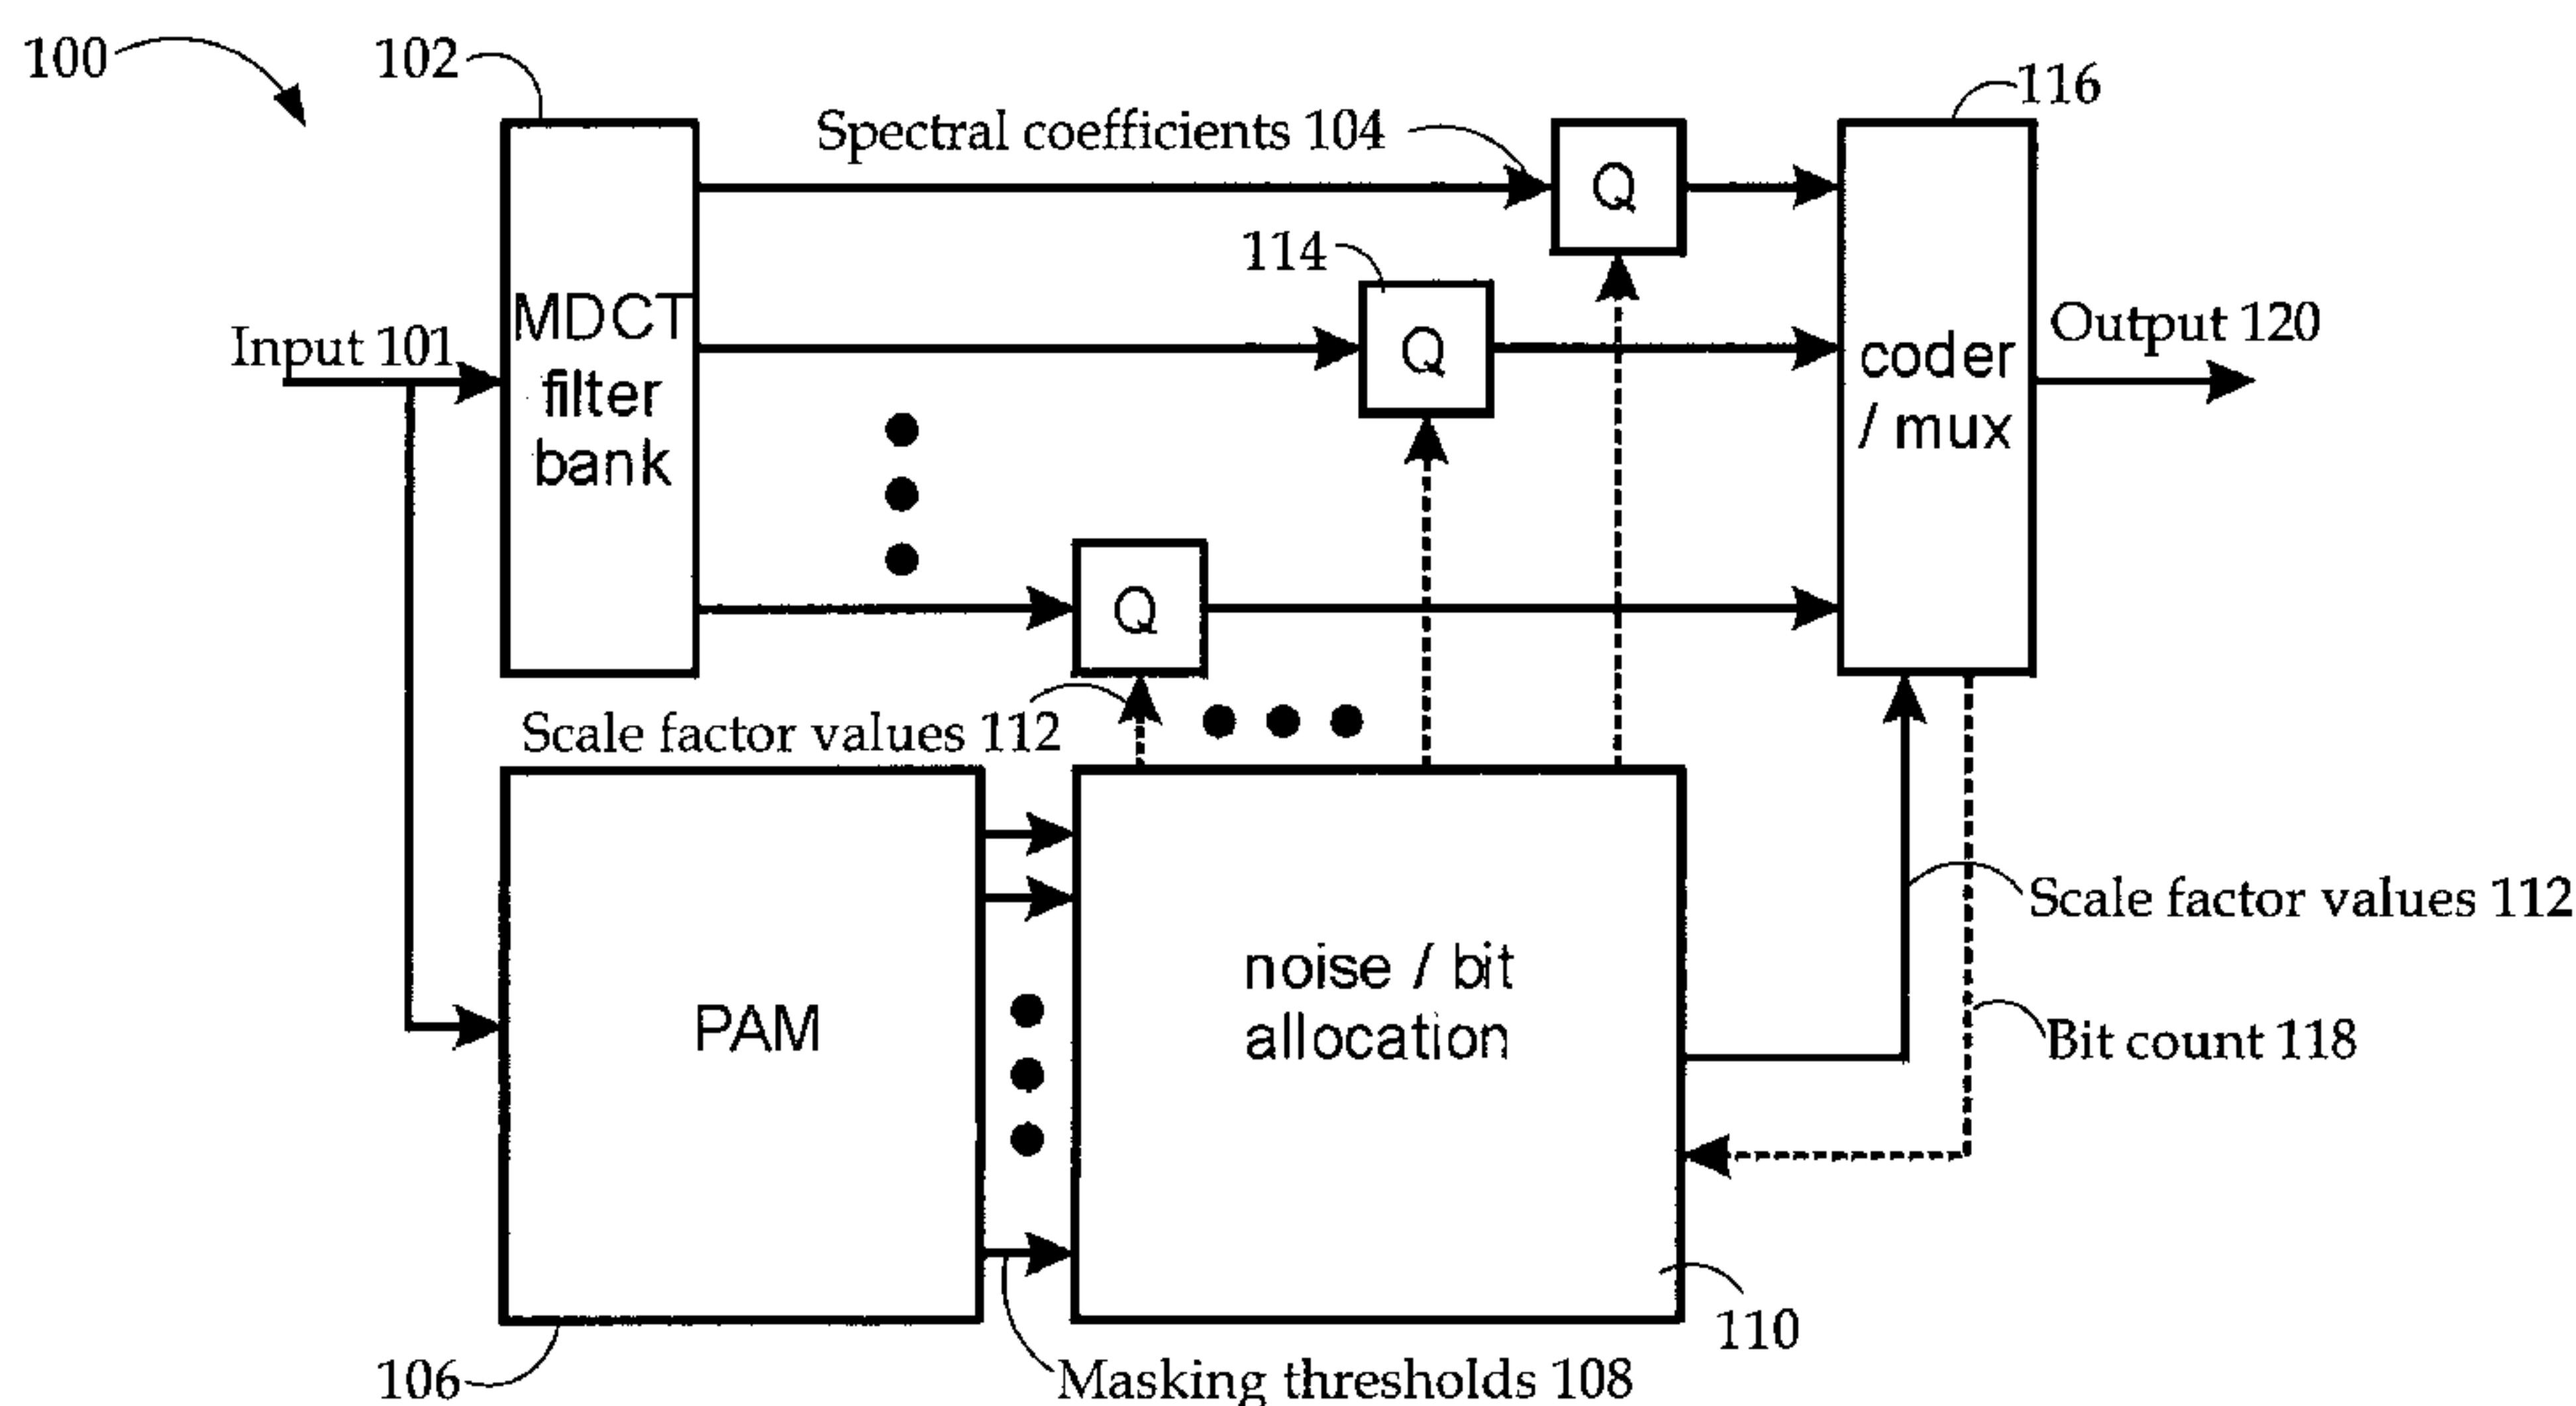 100
102
116
Spectral coefficients 104
Q
114
Input 101
MDCT
filter
bank
Q
coder
/ mux
Output 120
Q
Scale factor values 112
PAM
noise / bit
allocation
Scale factor values 112
Bit count 118
110
106
Masking thresholds 108